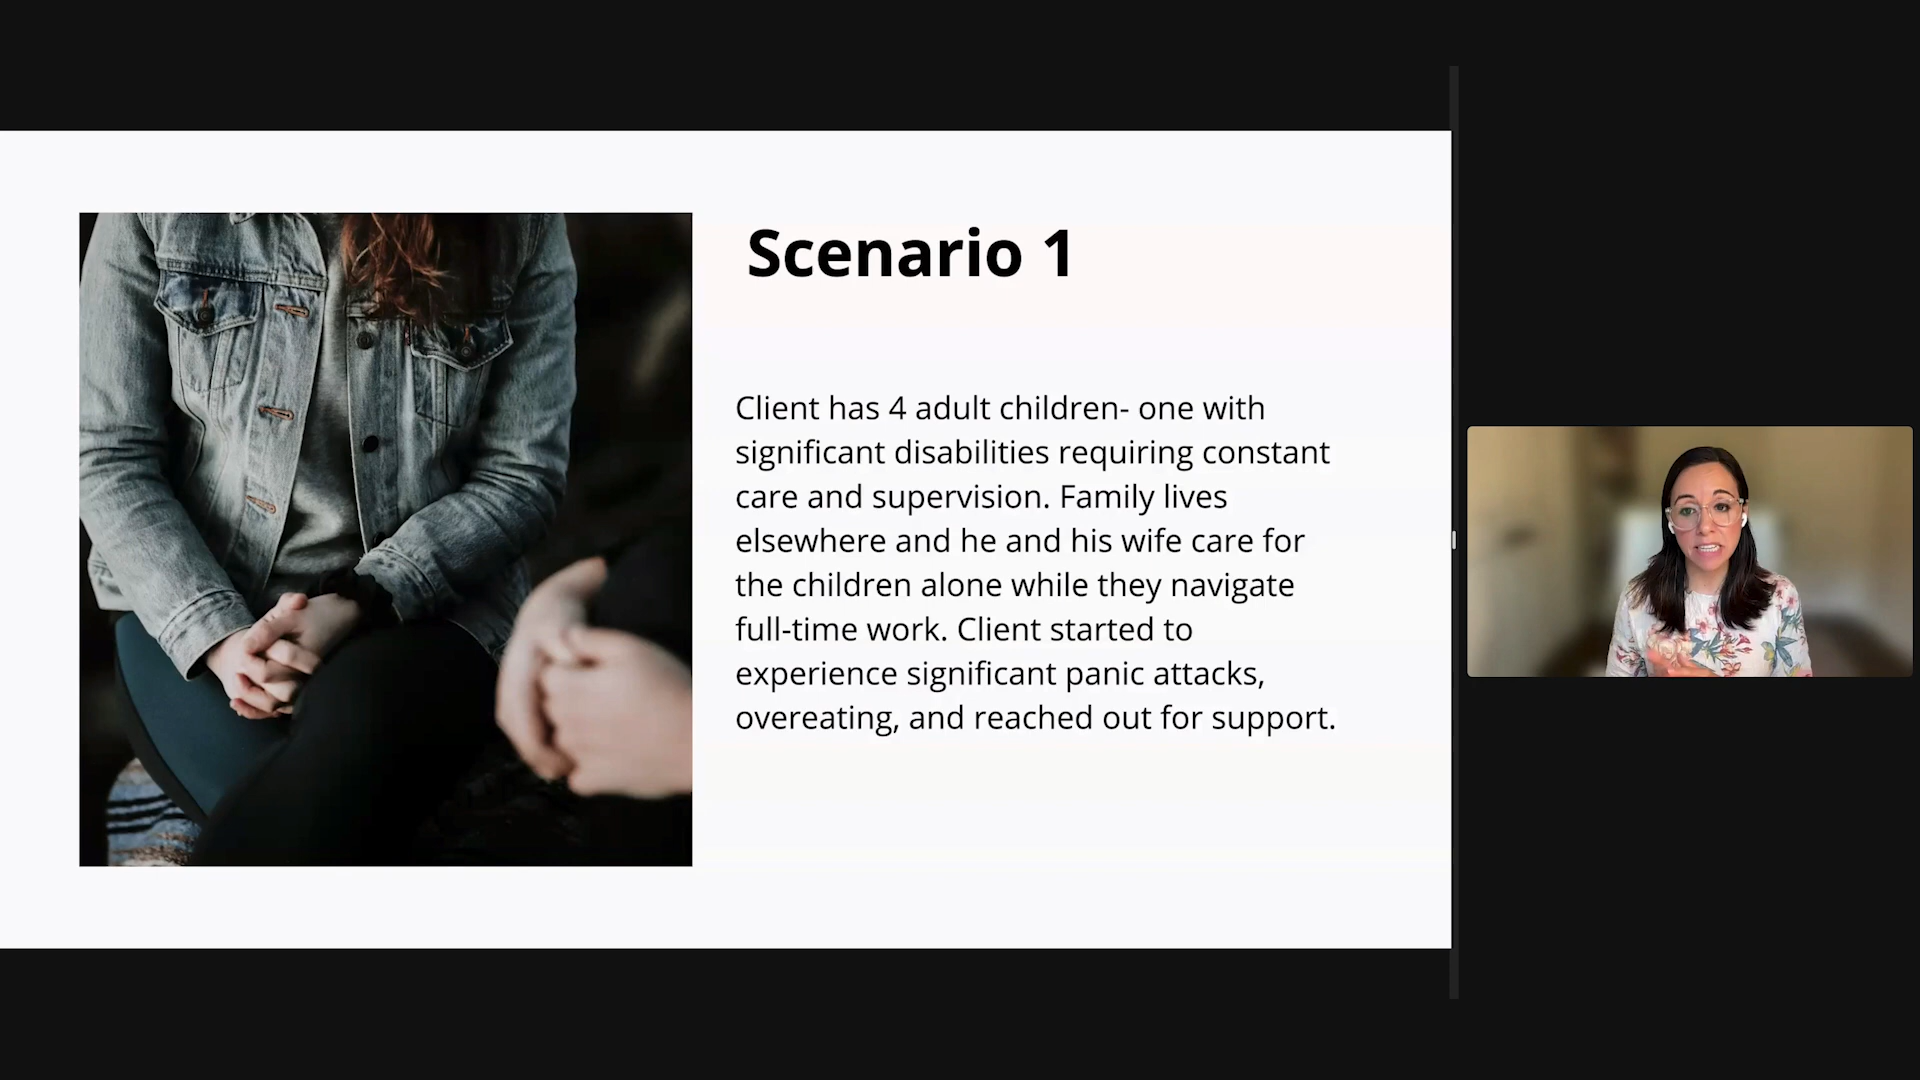 Scenario 1
Client has 4 adult children- one with
significant disabilities requiring constant
care and supervision. Family lives
elsewhere and he and his wife care for
the children alone while they navigate
full-time work. Client started to
experience significant panic attacks,
overeating, and reached out for support.